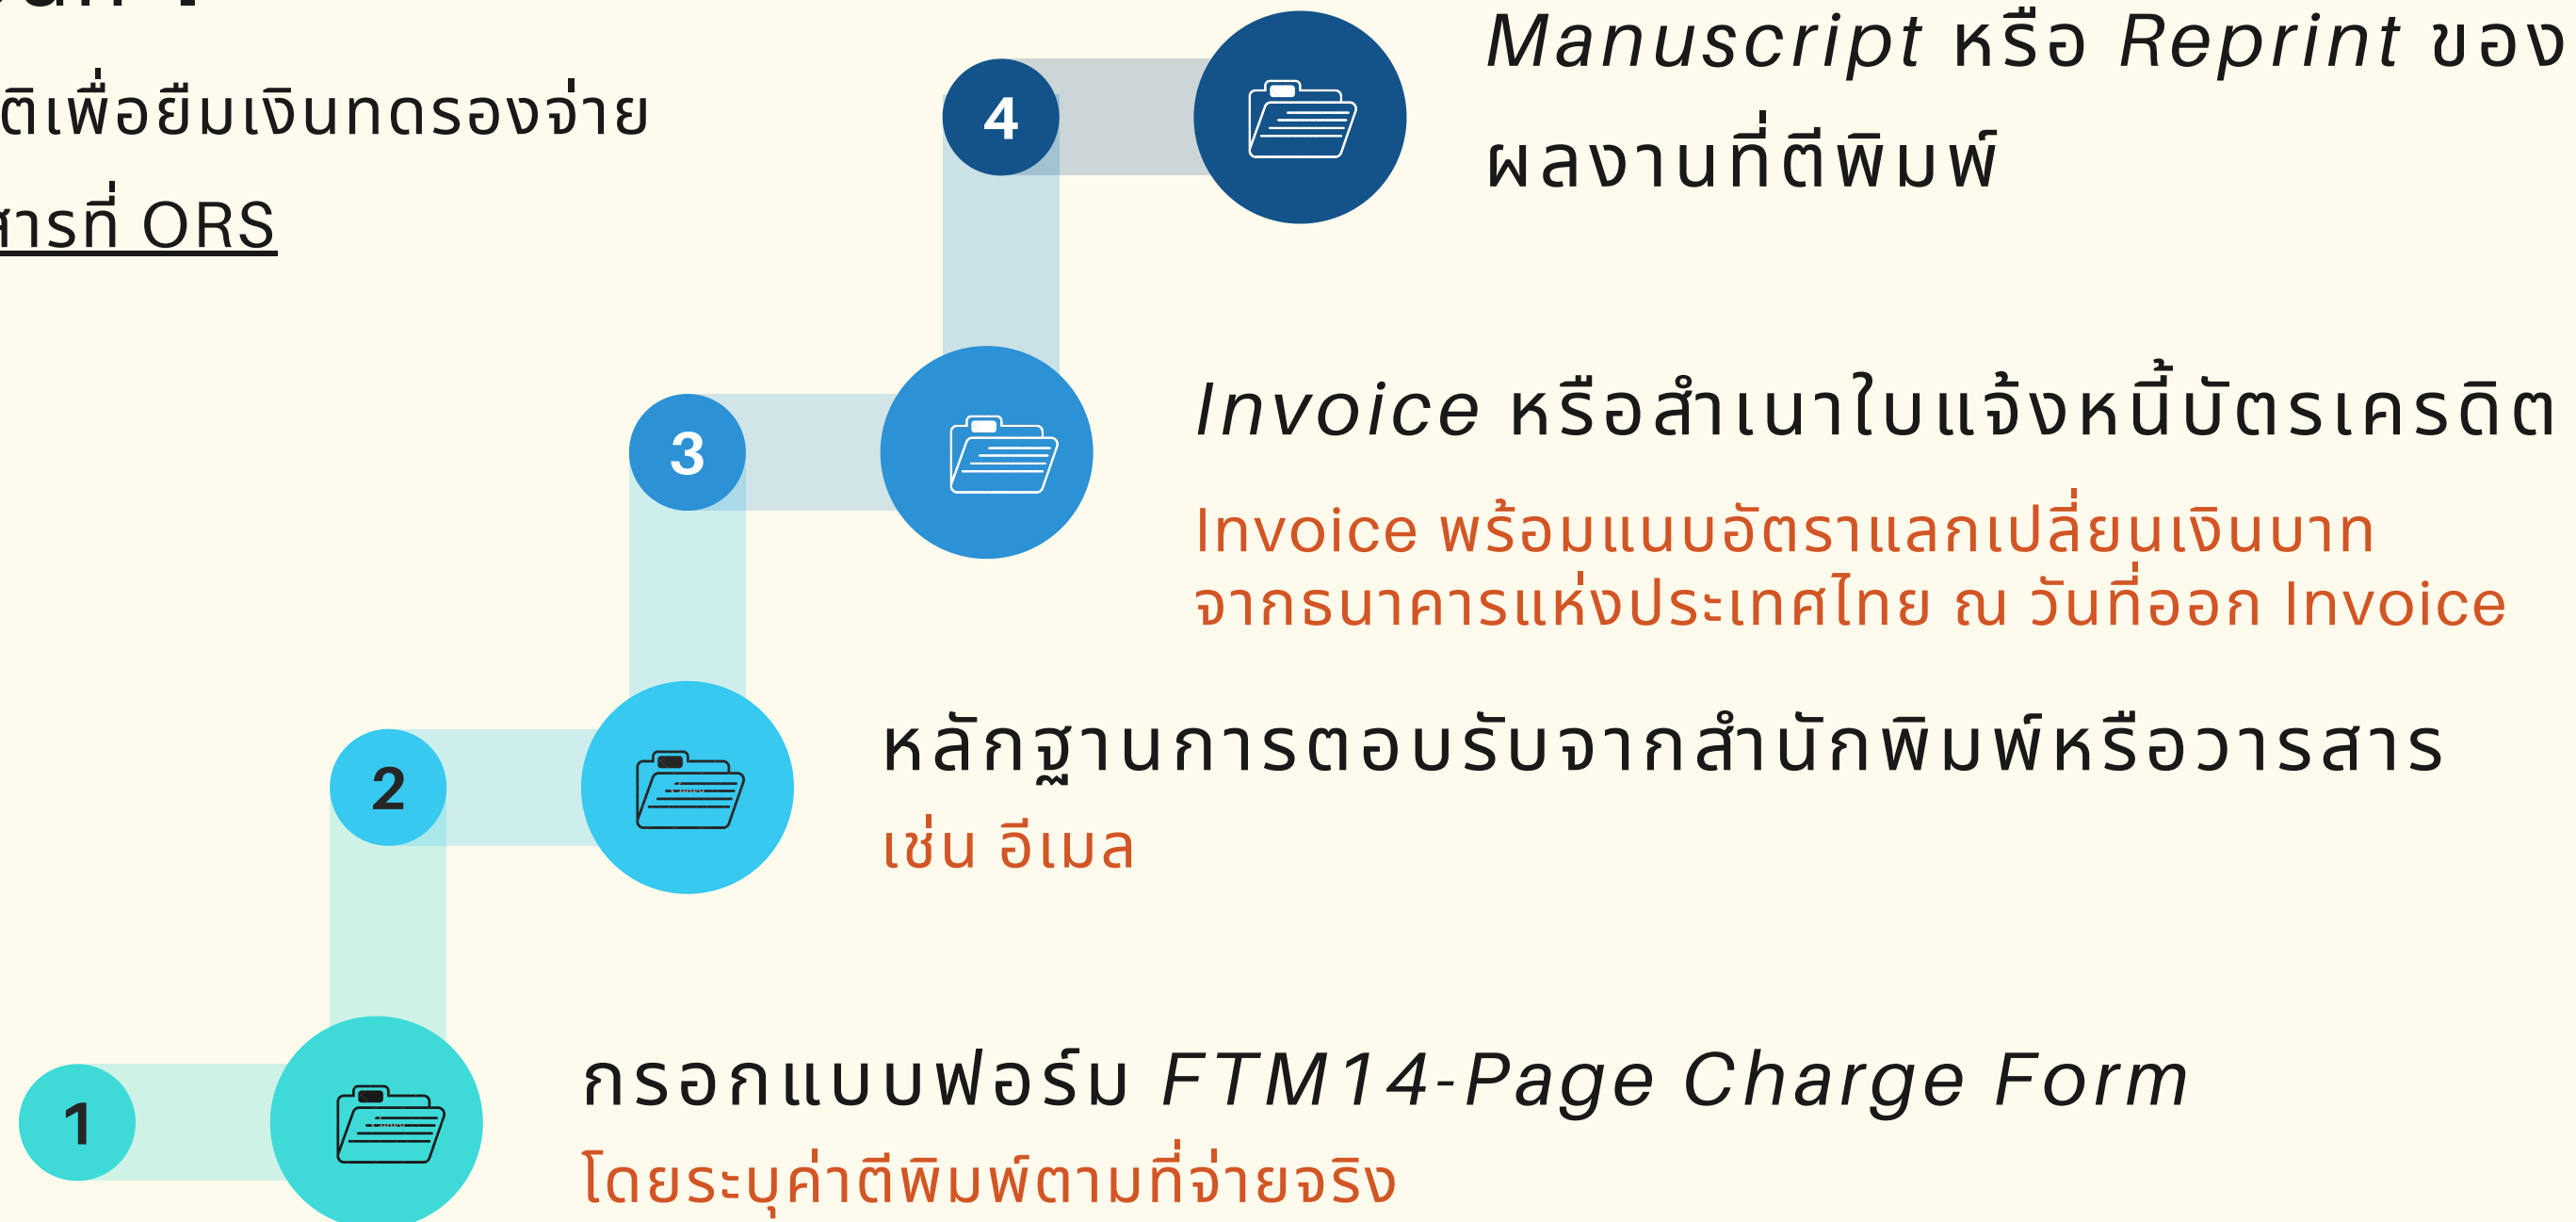 ติเพื่อยืมเงินทดรองจ่าย
สารที่ ORS
4
Manuscript หรือ Reprint ของ
ผลงานที่ตีพิมพ์
3
Invoice หรือสำเนาใบแจ้งหนี้บัตรเครดิต
Invoice พร้อมแนบอัตราแลกเปลี่ยนเงินบาท
จากธนาคารแห่งประเทศไทย ณ วันที่ออก Invoice
2
หลักฐานการตอบรับจากสำนักพิมพ์หรือวารสาร
เช่น อีเมล
1
กรอกแบบฟอร์ม FTM14-Page Charge Form
โดยระบุค่าตีพิมพ์ตามที่จ่ายจริง